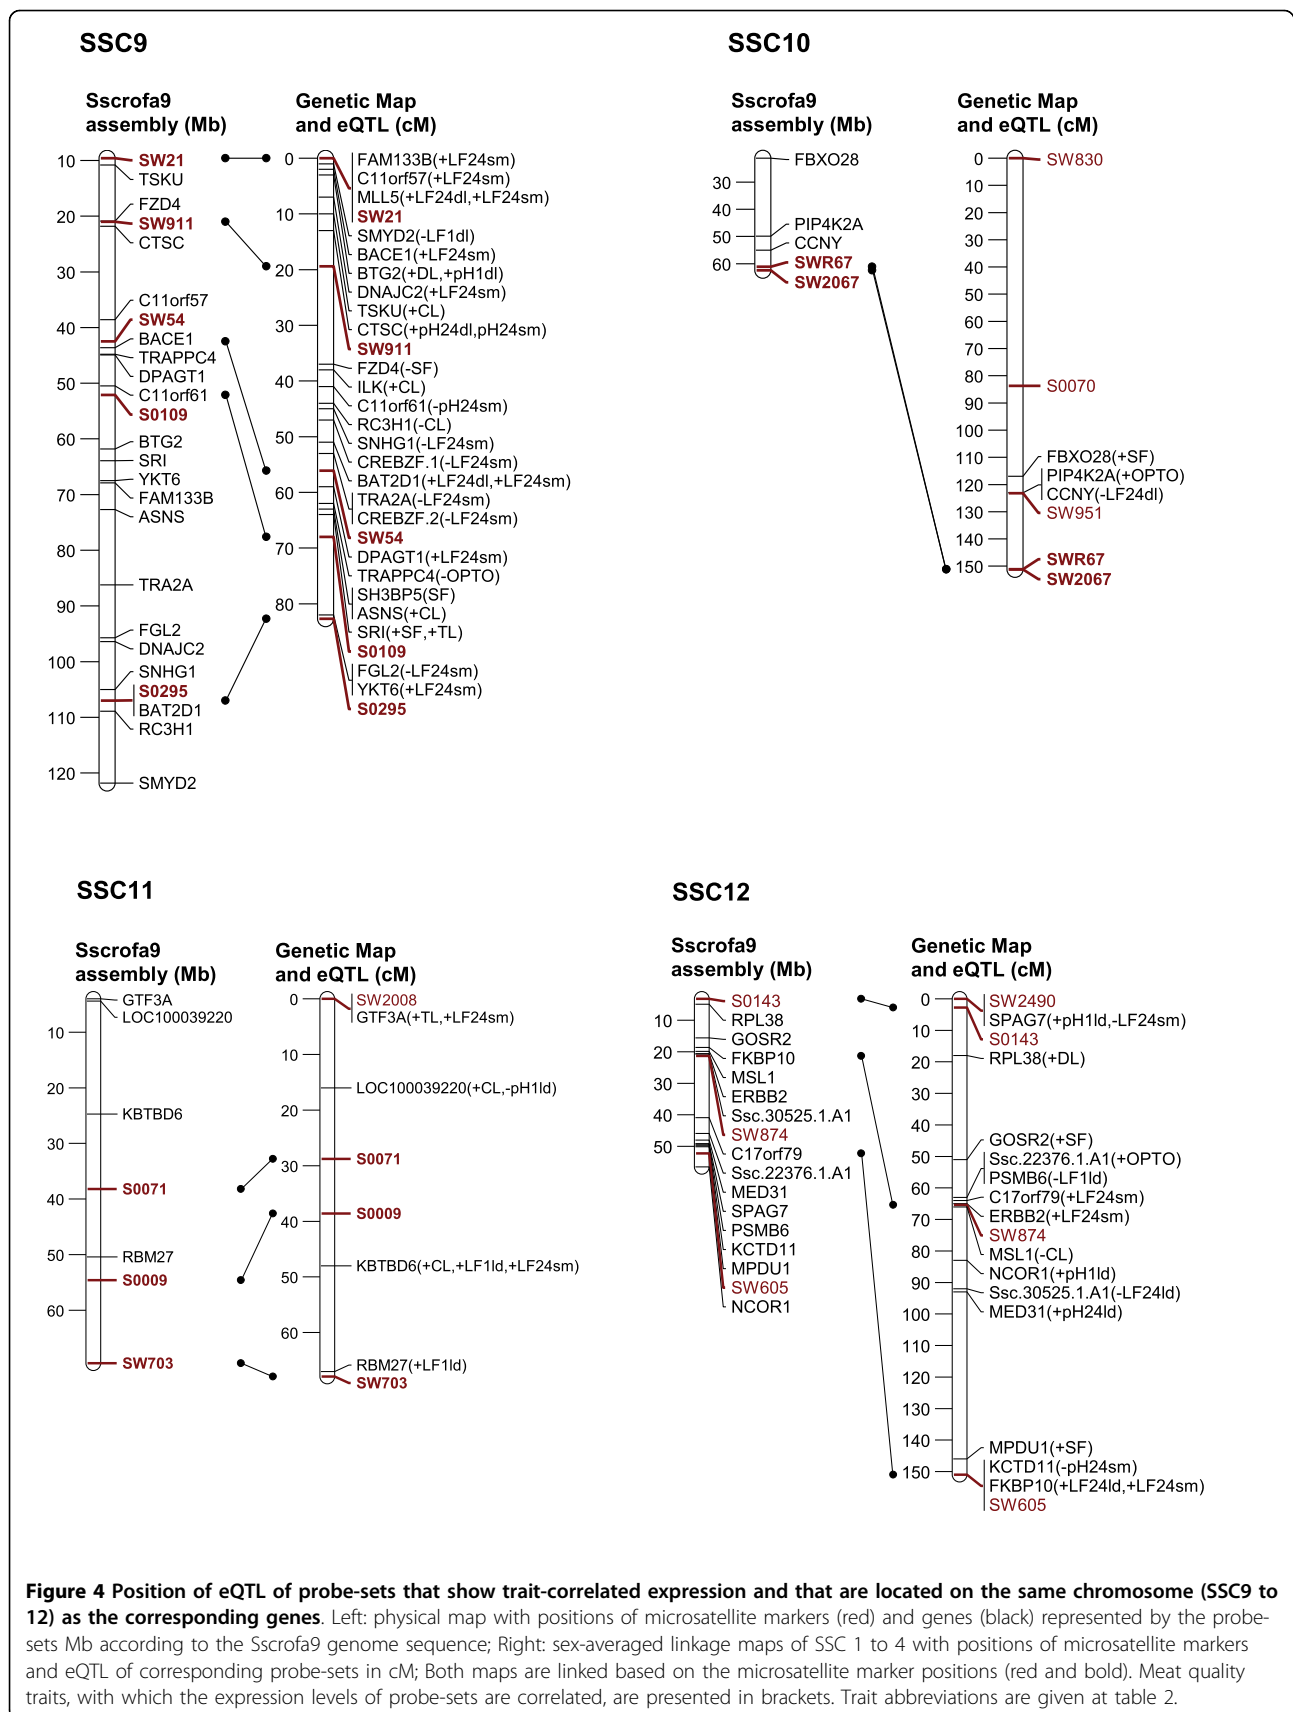 SSC9
Sscrofa9
assembly (Mb)
Genetic Map
and eQTL (cM)
10
20
30
40
50
60
70
80
90
100
110
120
SW21
TSKU
FZD4
SW911
CTSC
C11orf57
SW54
BACE1
TRAPPC4
DPAGT1
C11orf61
S0109
BTG2
SRI
YKT6
FAM133B
ASNS
TRA2A
FGL2
DNAJC2
SNHG1
S0295
BAT2D1
RC3H1
SMYD2
0
10
20
30
40
50
60
70
80
FAM133B(+LF24sm)
C11orf57(+LF24sm)
MLL5(+LF24dl,+LF24sm)
SW21
SMYD2(-LF1dl)
BACE1(+LF24sm)
BTG2(+DL,+pH1dl)
DNAJC2(+LF24sm)
TSKU(+CL)
CTSC(+pH24dl,pH24sm)
SW911
FZD4(-SF)
ILK(+CL)
C11orf61(-pH24sm)
RC3H1(-CL)
SNHG1(-LF24sm)
CREBZF.1(-LF24sm)
BAT2D1(+LF24dl,+LF24sm)
TRA2A(-LF24sm)
CREBZF.2(-LF24sm)
SW54
DPAGT1(+LF24sm)
TRAPPC4(-OPTO)
SH3BP5(SF)
ASNS(+CL)
SRI(+SF,+TL)
S0109
FGL2(-LF24sm)
YKT6(+LF24sm)
S0295
SSC10
Sscrofa9
assembly (Mb)
Genetic Map
and eQTL (cM)
30
40
50
60
FBXO28
PIP4K2A
CCNY
SWR67
SW2067
0
10
20
30
40
50
60
70
80
90
100
110
120
130
140
150
SW830
S0070
FBXO28(+SF)
PIP4K2A(+OPTO)
CCNY(-LF24dl)
SW951
SWR67
SW2067
SSC11
Sscrofa9
assembly (Mb)
Genetic Map
and eQTL (cM)
10
20
30
40
50
60
GTF3A
LOC100039220
KBTBD6
S0071
RBM27
S0009
SW703
0
10
20
30
40
50
60
SW2008
GTF3A(+TL,+LF24sm)
LOC100039220(+CL,-pH1ld)
S0071
S0009
KBTBD6(+CL,+LF1ld,+LF24sm)
RBM27(+LF1ld)
SW703
SSC12
Sscrofa9
assembly (Mb)
Genetic Map
and eQTL (cM)
10
20
30
40
50
S0143
RPL38
GOSR2
FKBP10
MSL1
ERBB2
Ssc.30525.1.A1
SW874
C17orf79
Ssc.22376.1.A1
MED31
SPAG7
PSMB6
KCTD11
MPDU1
SW605
NCOR1
0
10
20
30
40
50
60
70
80
90
100
110
120
130
140
150
SW2490
SPAG7(+pH1ld,-LF24sm)
S0143
RPL38(+DL)
GOSR2(+SF)
Ssc.22376.1.A1(+OPTO)
PSMB6(-LF1ld)
C17orf79(+LF24sm)
ERBB2(+LF24sm)
SW874
MSL1(-CL)
NCOR1(+pH1ld)
Ssc.30525.1.A1(-LF24ld)
MED31(+pH24ld)
MPDU1(+SF)
KCTD11(-pH24sm)
FKBP10(+LF24ld,+LF24sm)
SW605
Figure 4 Position of eQTL of probe-sets that show trait-correlated expression and that are located on the same chromosome (SSC9 to
12) as the corresponding genes. Left: physical map with positions of microsatellite markers (red) and genes (black) represented by the probe-
sets Mb according to the Sscrofa9 genome sequence; Right: sex-averaged linkage maps of SSC 1 to 4 with positions of microsatellite markers
and eQTL of corresponding probe-sets in cM; Both maps are linked based on the microsatellite marker positions (red and bold). Meat quality
traits, with which the expression levels of probe-sets are correlated, are presented in brackets. Trait abbreviations are given at table 2.